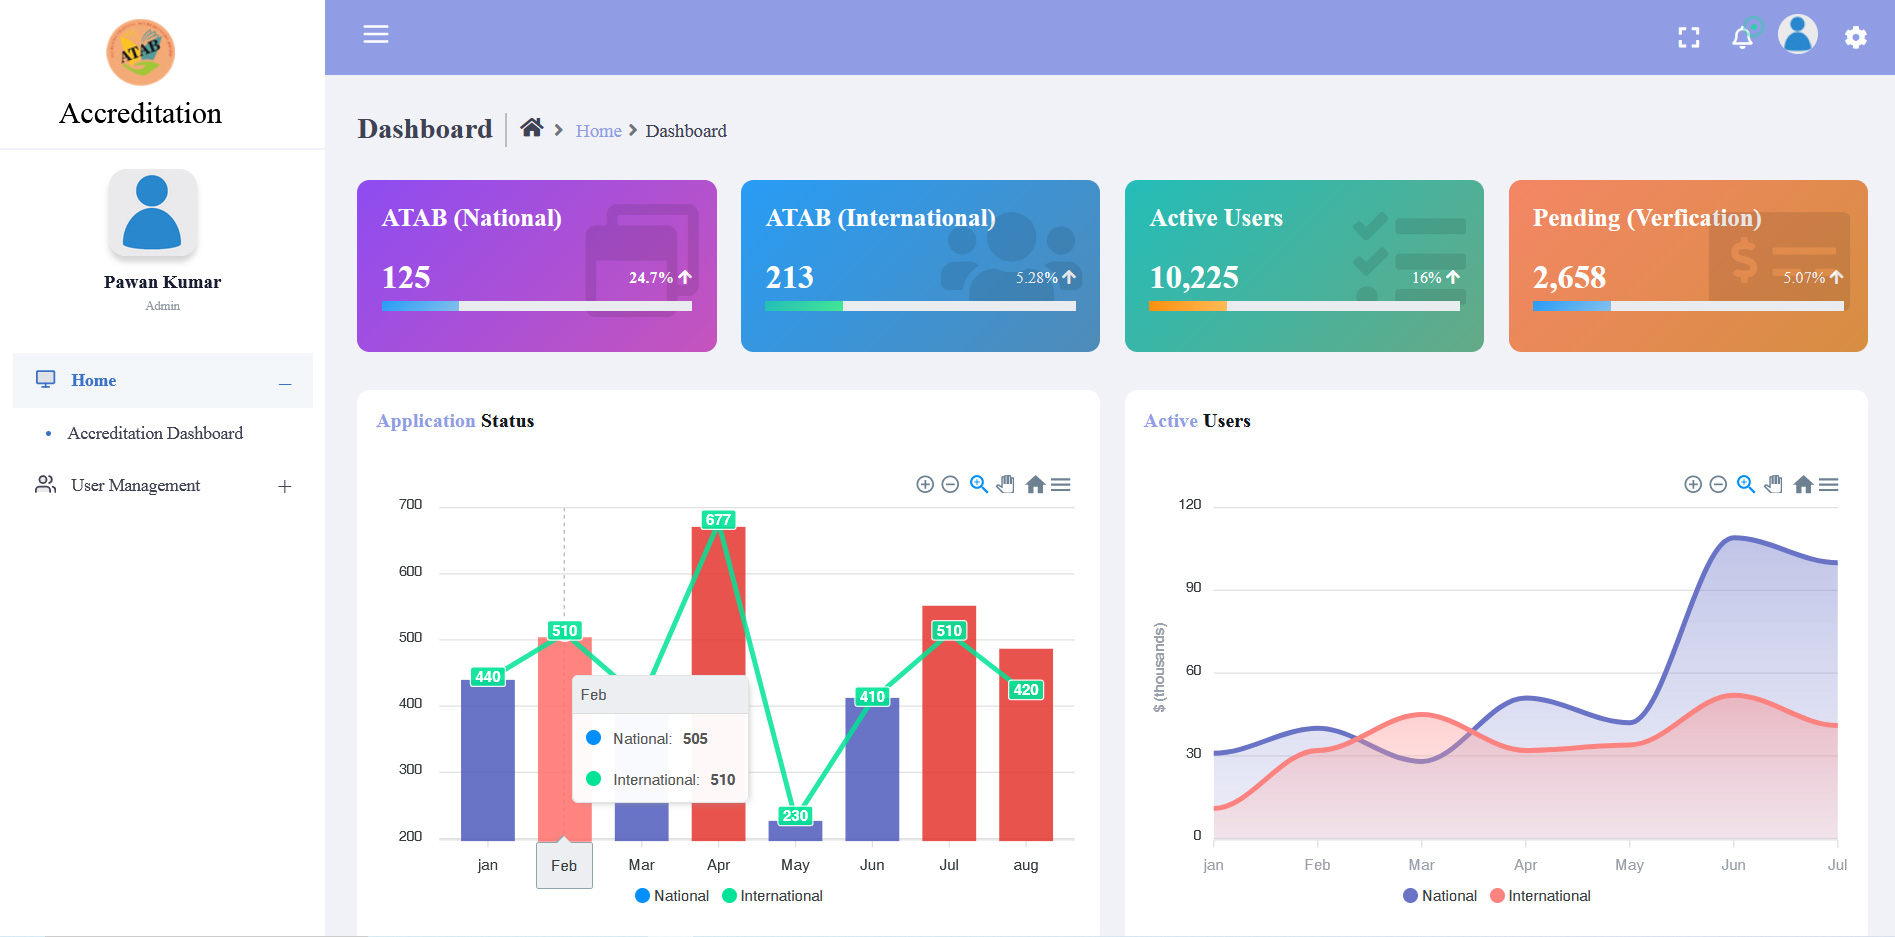 ATAB
Accreditation
Pawan Kumar
Admin
Home
Accreditation Dashboard
User Management
Dashboard
Home
Dashboard
ATAB (National)
125
24.7%
ATAB (International)
213
5.28%
Active Users
10,225
16%
Pending (Verfication)
2,658
5.07%
Application Status
700
600
500
400
300
200
440
510
677
230
410
510
420
Feb
National: 505
International: 510
jan
Feb
Mar
Apr
May
Jun
Jul
aug
National
International
Active Users
$ (thousands)
120
90
60
30
0
jan
Feb
Mar
Apr
May
Jun
Jul
National
International